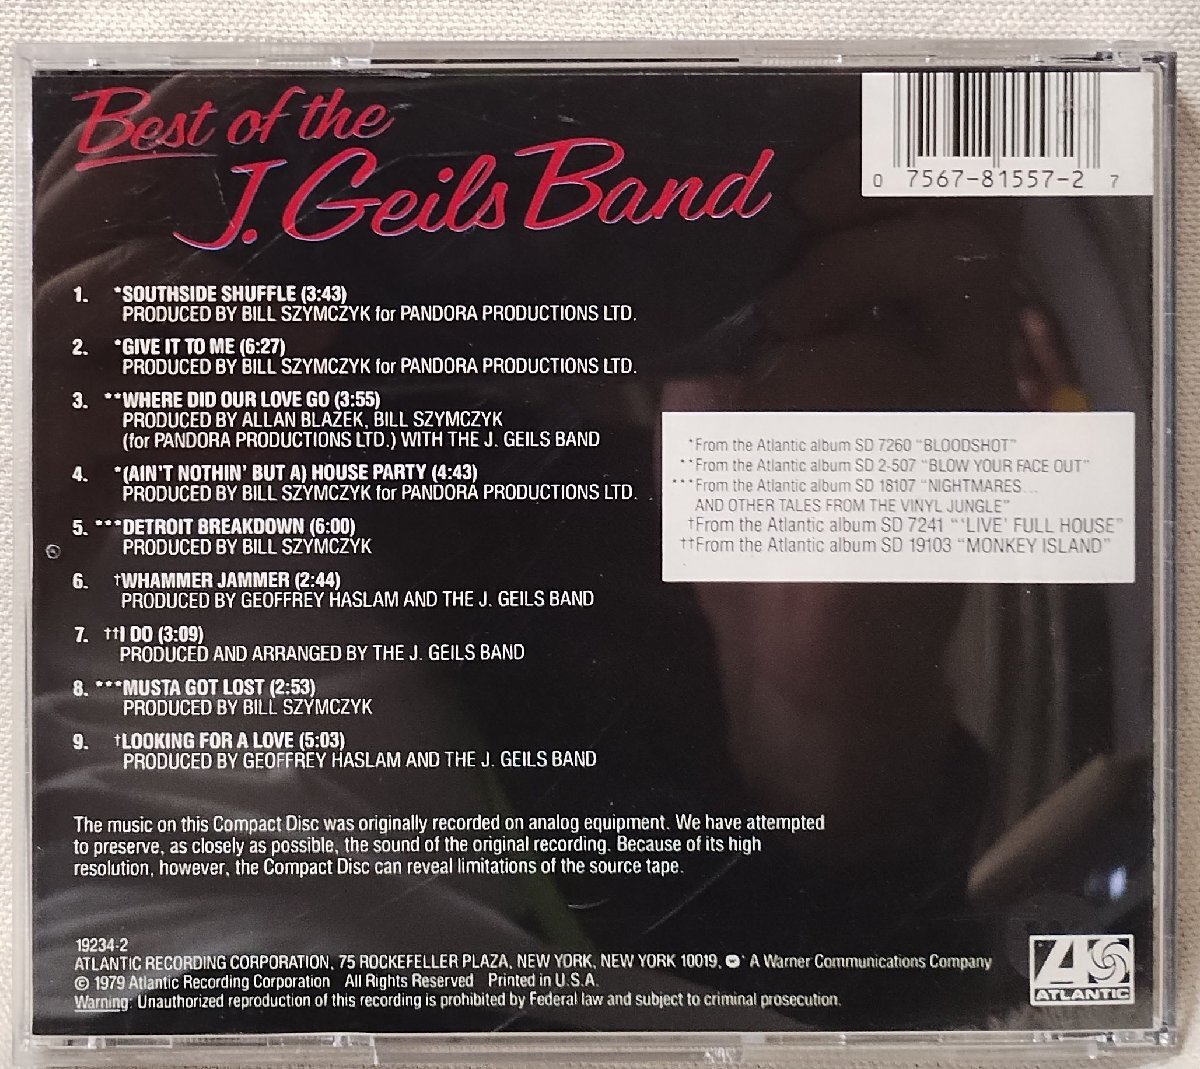 Best of the
J. Geils Band
0 7567-81557-2 7
1. *SOUTHSIDE SHUFFLE (3:43)
PRODUCED BY BILL SZYMCZYK for PANDORA PRODUCTIONS LTD.
2. *GIVE IT TO ME (6:27)
PRODUCED BY BILL SZYMCZYK for PANDORA PRODUCTIONS LTD.
3. **WHERE DID OUR LOVE GO (3:55)
PRODUCED BY ALLAN BLAZEK, BILL SZYMCZYK
(for PANDORA PRODUCTIONS LTD.) WITH THE J. GEILS BAND
4. *(AIN'T NOTHIN' BUT A) HOUSE PARTY (4:43)
PRODUCED BY BILL SZYMCZYK for PANDORA PRODUCTIONS LTD.
5. ***DETROIT BREAKDOWN (6:00)
PRODUCED BY BILL SZYMCZYK
6. †WHAMMER JAMMER (2:44)
PRODUCED BY GEOFFREY HASLAM AND THE J. GEILS BAND
7. ††I DO (3:09)
PRODUCED AND ARRANGED BY THE J. GEILS BAND
8. ***MUSTA GOT LOST (2:53)
PRODUCED BY BILL SZYMCZYK
9. †LOOKING FOR A LOVE (5:03)
PRODUCED BY GEOFFREY HASLAM AND THE J. GEILS BAND
*From the Atlantic album SD 7260 "BLOODSHOT"
**From the Atlantic album SD 2-507 "BLOW YOUR FACE OUT"
***From the Atlantic album SD 18107 "NIGHTMARES...
AND OTHER TALES FROM THE VINYL JUNGLE"
†From the Atlantic album SD 7241 "'LIVE' FULL HOUSE"
††From the Atlantic album SD 19103 "MONKEY ISLAND"
The music on this Compact Disc was originally recorded on analog equipment. We have attempted
to preserve, as closely as possible, the sound of the original recording. Because of its high
resolution, however, the Compact Disc can reveal limitations of the source tape.
19234-2
ATLANTIC RECORDING CORPORATION, 75 ROCKEFELLER PLAZA, NEW YORK, NEW YORK 10019, A Warner Communications Company
© 1979 Atlantic Recording Corporation All Rights Reserved Printed in U.S.A.
Warning: Unauthorized reproduction of this recording is prohibited by Federal law and subject to criminal prosecution.
ATLANTIC